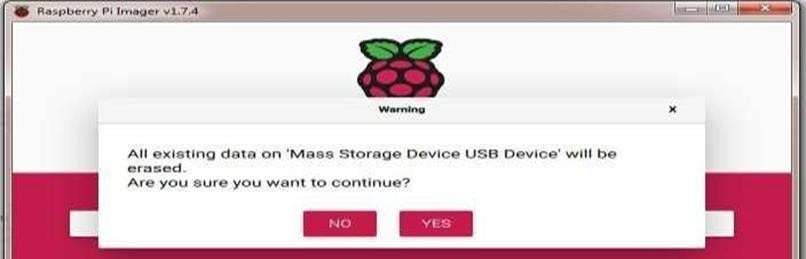 Raspberry Pi Imager v1.7.4
Warning
x
All existing data on 'Mass Storage Device USB Device' will be
erased.
Are you sure you want to continue?
NO YES